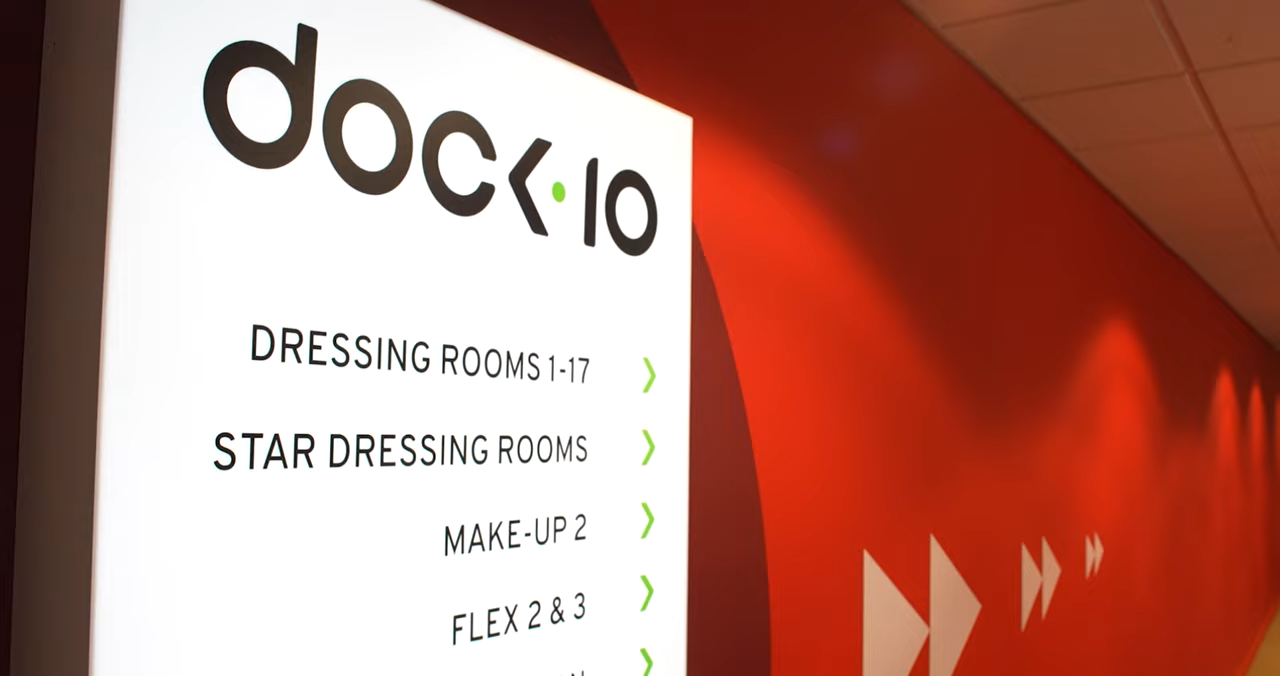 dock·10
DRESSING ROOMS 1-17
STAR DRESSING ROOMS
MAKE-UP 2
FLEX 2 & 3